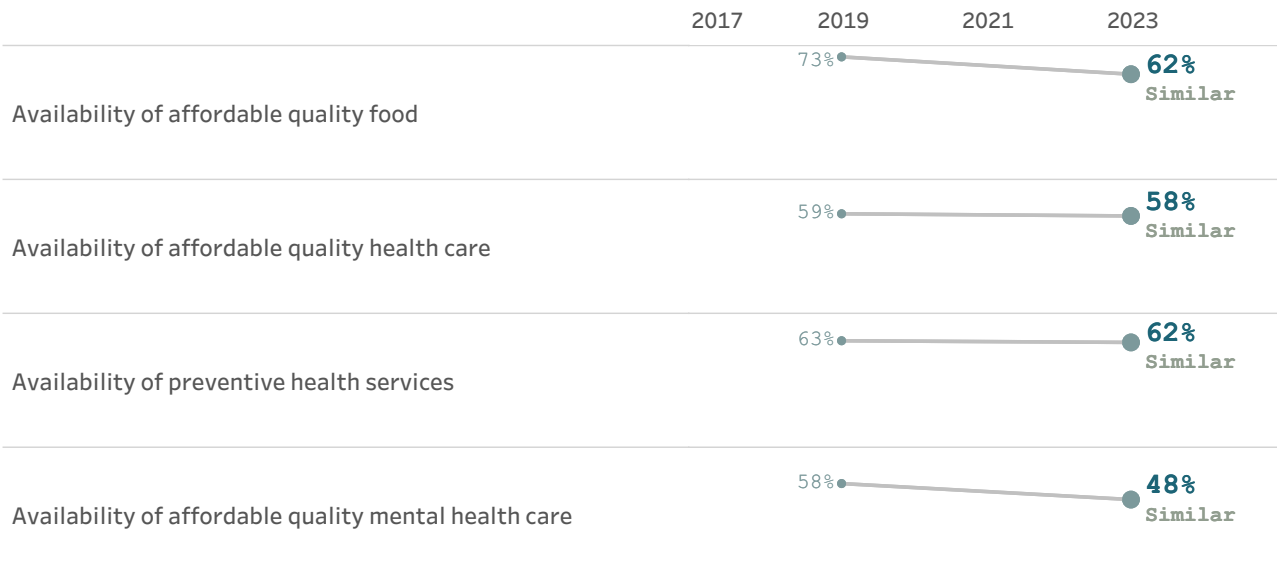 2017 2019 2021 2023
73% 62%
Similar
Availability of affordable quality food
59% 58%
Similar
Availability of affordable quality health care
63% 62%
Similar
Availability of preventive health services
58% 48%
Similar
Availability of affordable quality mental health care